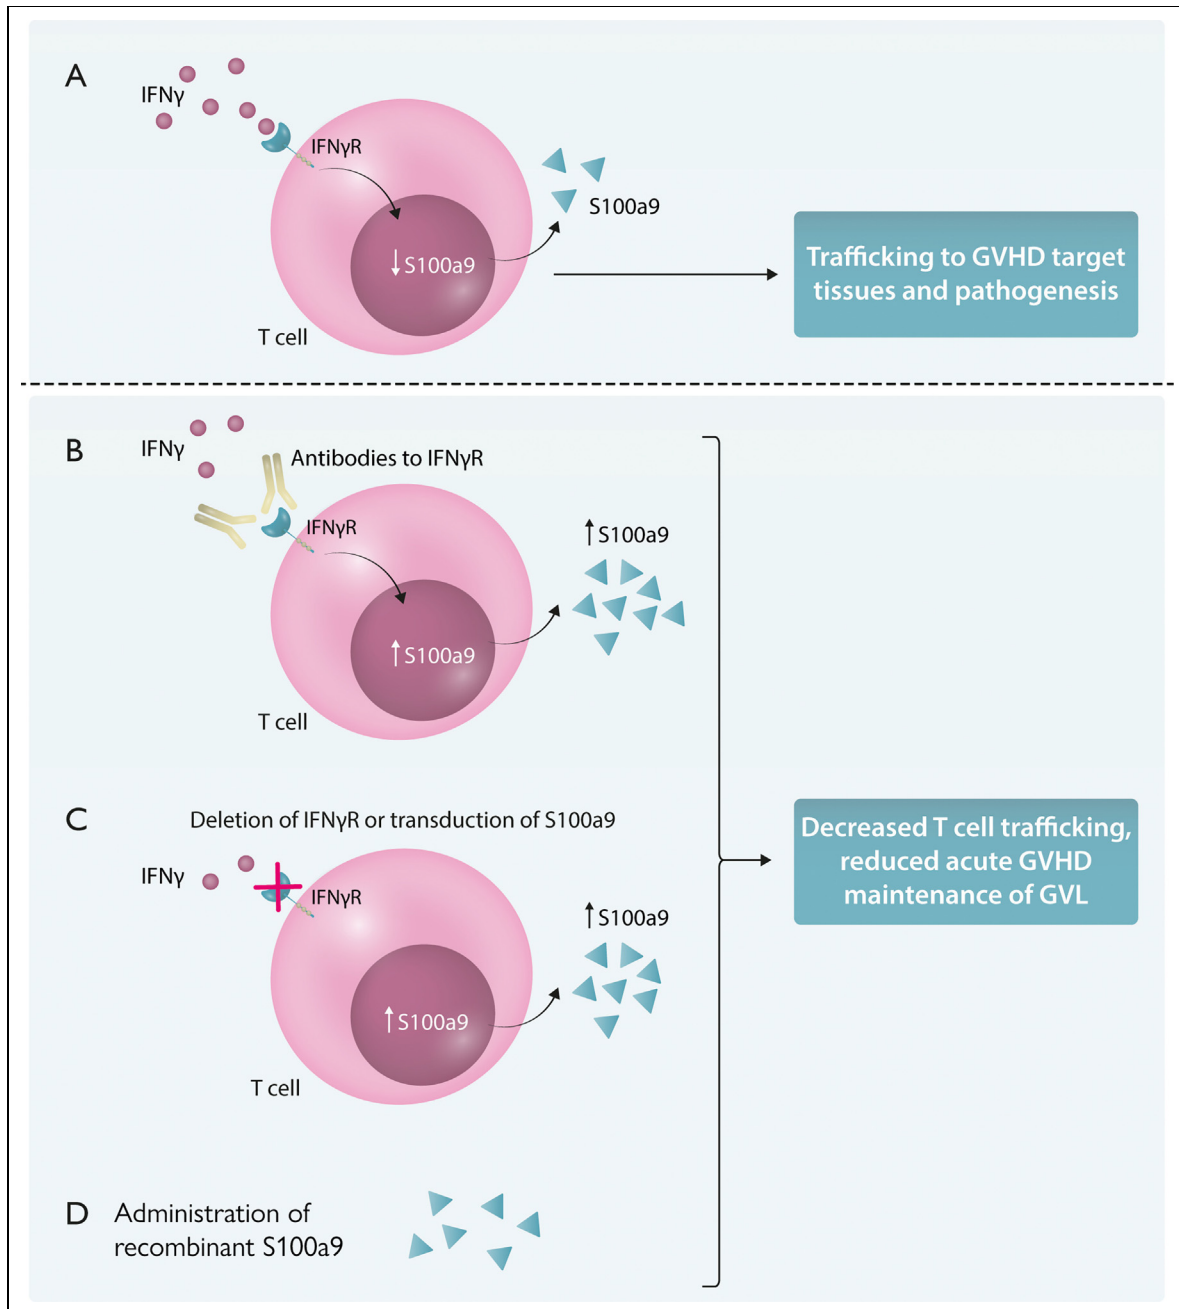 A
IFNγ
IFNγR
↓ S100a9
S100a9
T cell
Trafficking to GVHD target
tissues and pathogenesis
B
IFNγ
Antibodies to IFNγR
IFNγR
↑ S100a9
↑ S100a9
T cell
C
Deletion of IFNγR or transduction of S100a9
IFNγ
IFNγR
↑ S100a9
↑ S100a9
T cell
Decreased T cell trafficking,
reduced acute GVHD
maintenance of GVL
D
Administration of
recombinant S100a9